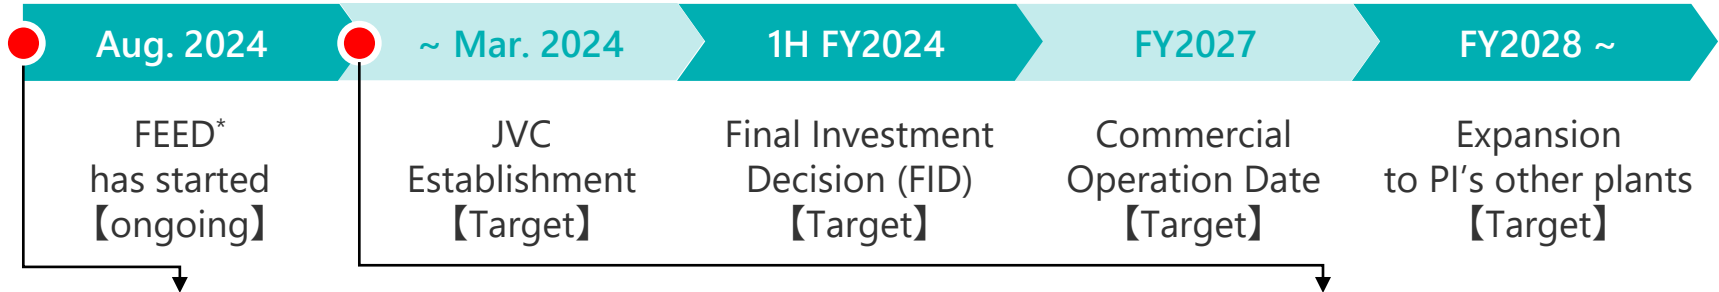 Aug. 2024
~ Mar. 2024
1H FY2024
FY2027
FY2028 ~
FEED*
has started
【ongoing】
JVC
Establishment
【Target】
Final Investment
Decision (FID)
【Target】
Commercial
Operation Date
【Target】
Expansion
to PI's other plants
【Target】